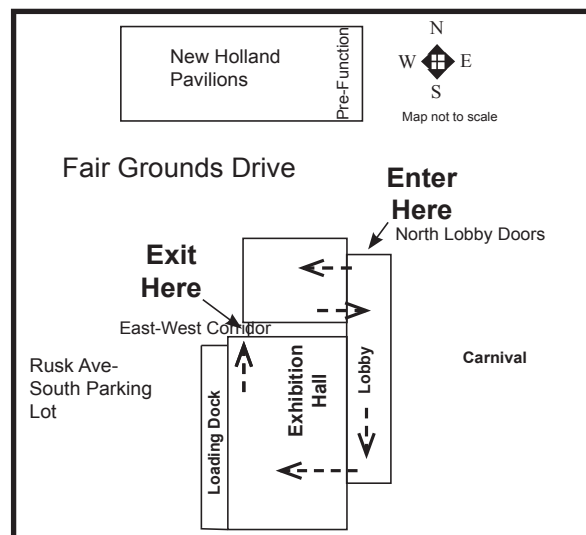 New Holland
Pavilions
Pre-Function
N
W E
S
Map not to scale
Fair Grounds Drive
Enter
Here
North Lobby Doors
Exit
Here
East-West Corridor
Rusk Ave-
South Parking
Lot
Loading Dock
Exhibition
Hall
Lobby
Carnival